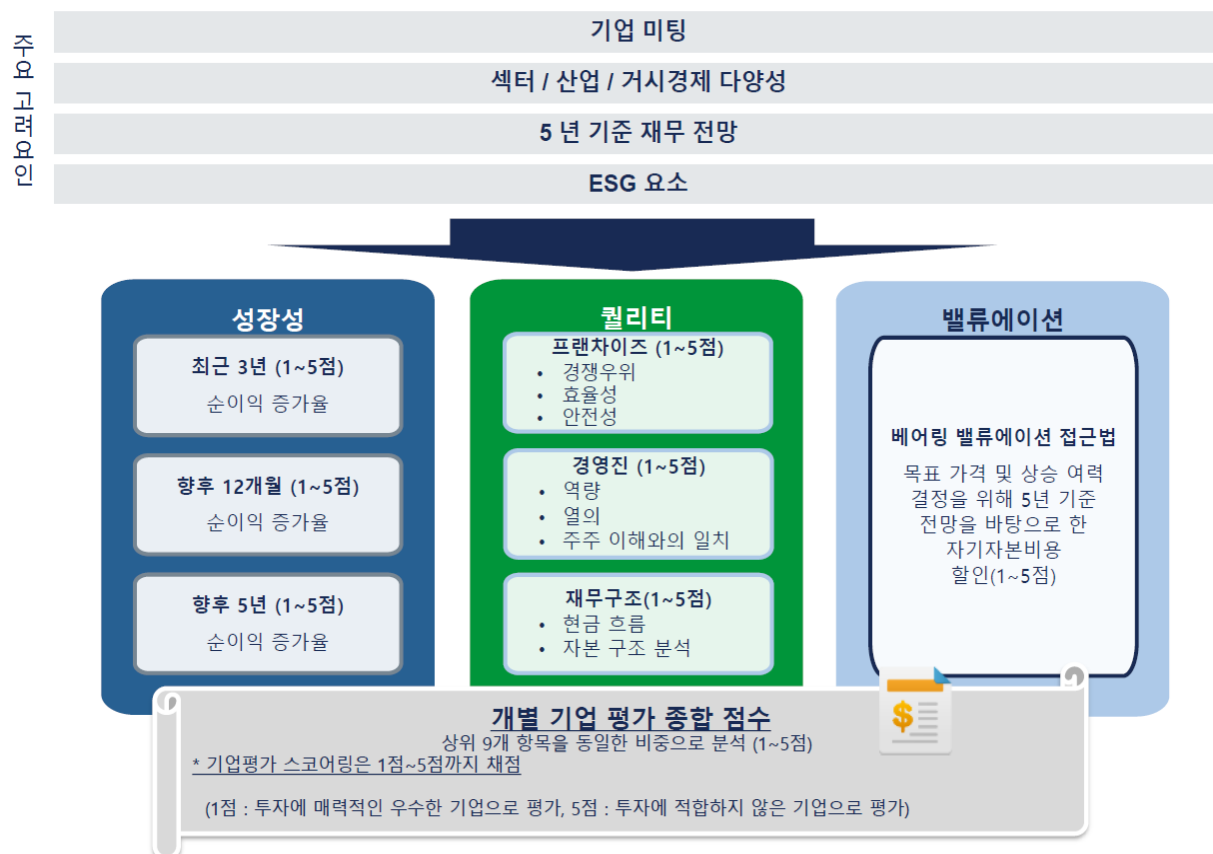 주요 고려요인
기업 미팅
섹터 / 산업 / 거시경제 다양성
5 년 기준 재무 전망
ESG 요소
성장성
최근 3년 (1~5점)
순이익 증가율
향후 12개월 (1~5점)
순이익 증가율
향후 5년 (1~5점)
순이익 증가율
퀄리티
프랜차이즈 (1~5점)
• 경쟁우위
• 효율성
• 안전성
경영진 (1~5점)
• 역량
• 열의
• 주주 이해와의 일치
재무구조(1~5점)
• 현금 흐름
• 자본 구조 분석
밸류에이션
베어링 밸류에이션 접근법
목표 가격 및 상승 여력
결정을 위해 5년 기준
전망을 바탕으로 한
자기자본비용
할인(1~5점)
$
개별 기업 평가 종합 점수
상위 9개 항목을 동일한 비중으로 분석 (1~5점)
* 기업평가 스코어링은 1점~5점까지 채점
(1점 : 투자에 매력적인 우수한 기업으로 평가, 5점 : 투자에 적합하지 않은 기업으로 평가)